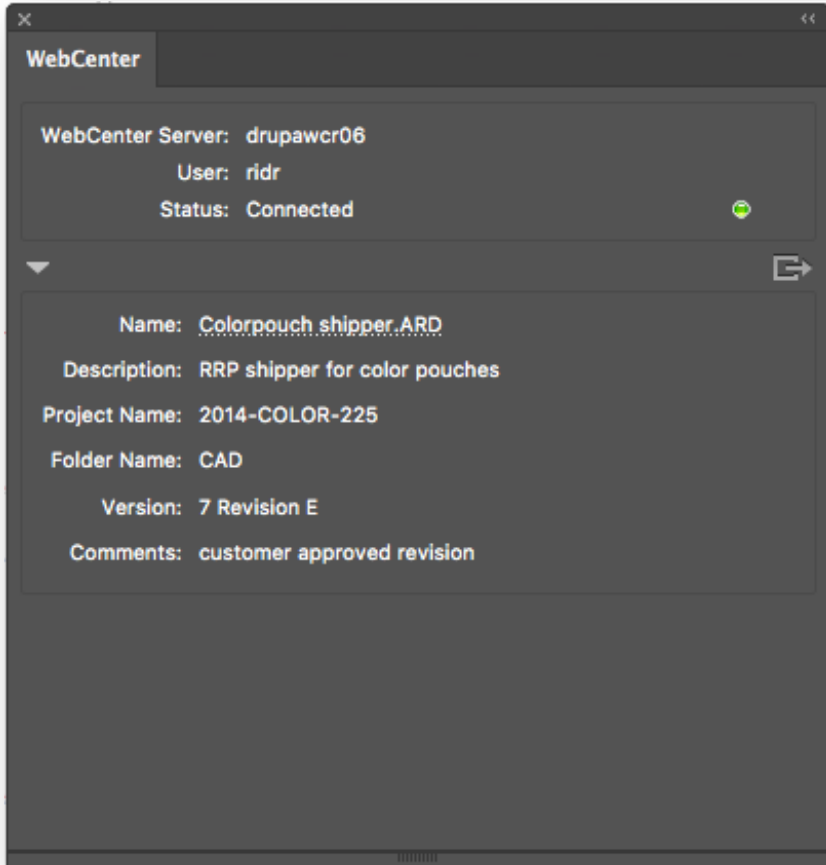 WebCenter
WebCenter Server: drupawcr06
User: ridr
Status: Connected
Name: Colorpouch shipper.ARD
Description: RRP shipper for color pouches
Project Name: 2014-COLOR-225
Folder Name: CAD
Version: 7 Revision E
Comments: customer approved revision